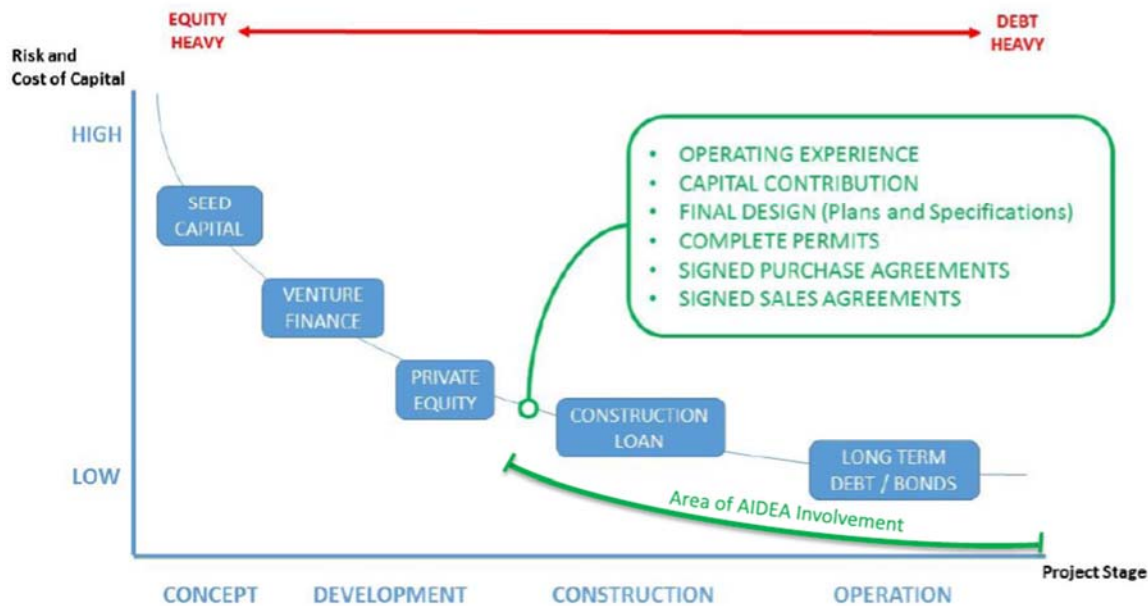 EQUITY
HEAVY
DEBT
HEAVY
Risk and
Cost of Capital
HIGH
• OPERATING EXPERIENCE
• CAPITAL CONTRIBUTION
• FINAL DESIGN (Plans and Specifications)
• COMPLETE PERMITS
• SIGNED PURCHASE AGREEMENTS
• SIGNED SALES AGREEMENTS
SEED
CAPITAL
VENTURE
FINANCE
PRIVATE
EQUITY
CONSTRUCTION
LOAN
LONG TERM
DEBT / BONDS
LOW
Area of AIDEA Involvement
Project Stage
CONCEPT
DEVELOPMENT
CONSTRUCTION
OPERATION